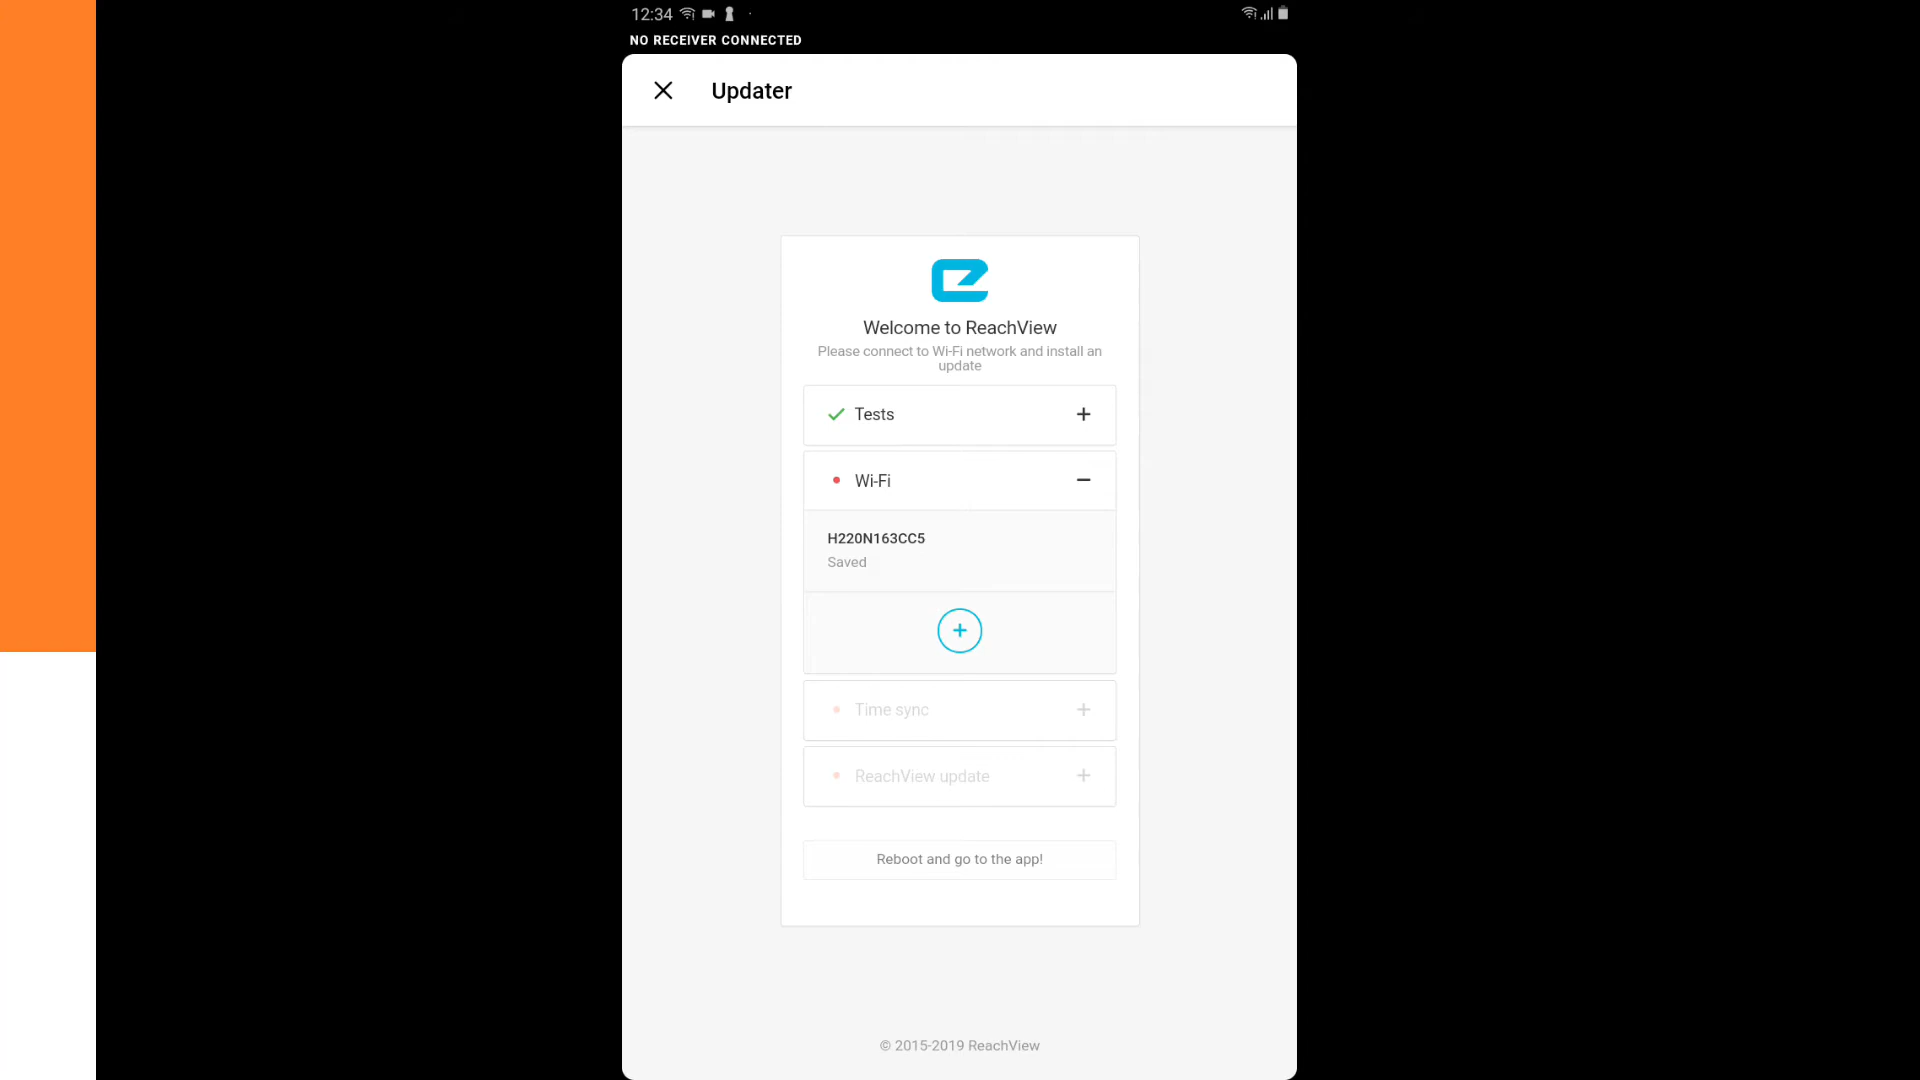 12:34
NO RECEIVER CONNECTED
Updater
Welcome to ReachView
Please connect to Wi-Fi network and install an
update
Tests
Wi-Fi
H220N163CC5
Saved
Time sync
ReachView update
Reboot and go to the app!
© 2015-2019 ReachView